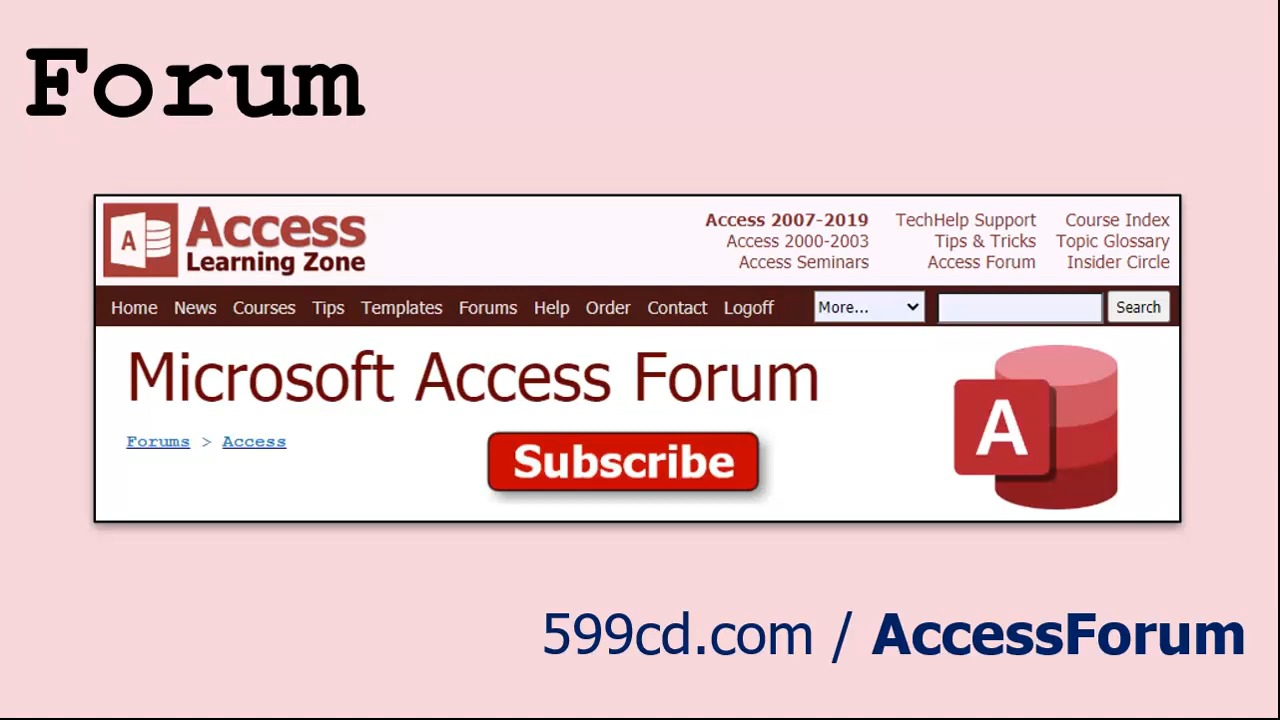 Forum
A
Access
Learning Zone
Access 2007-2019 TechHelp Support Course Index
Access 2000-2003 Tips & Tricks Topic Glossary
Access Seminars Access Forum Insider Circle
Home News Courses Tips Templates Forums Help Order Contact Logoff More... Search
Microsoft Access Forum
Forums > Access
Subscribe
A
599cd.com / AccessForum